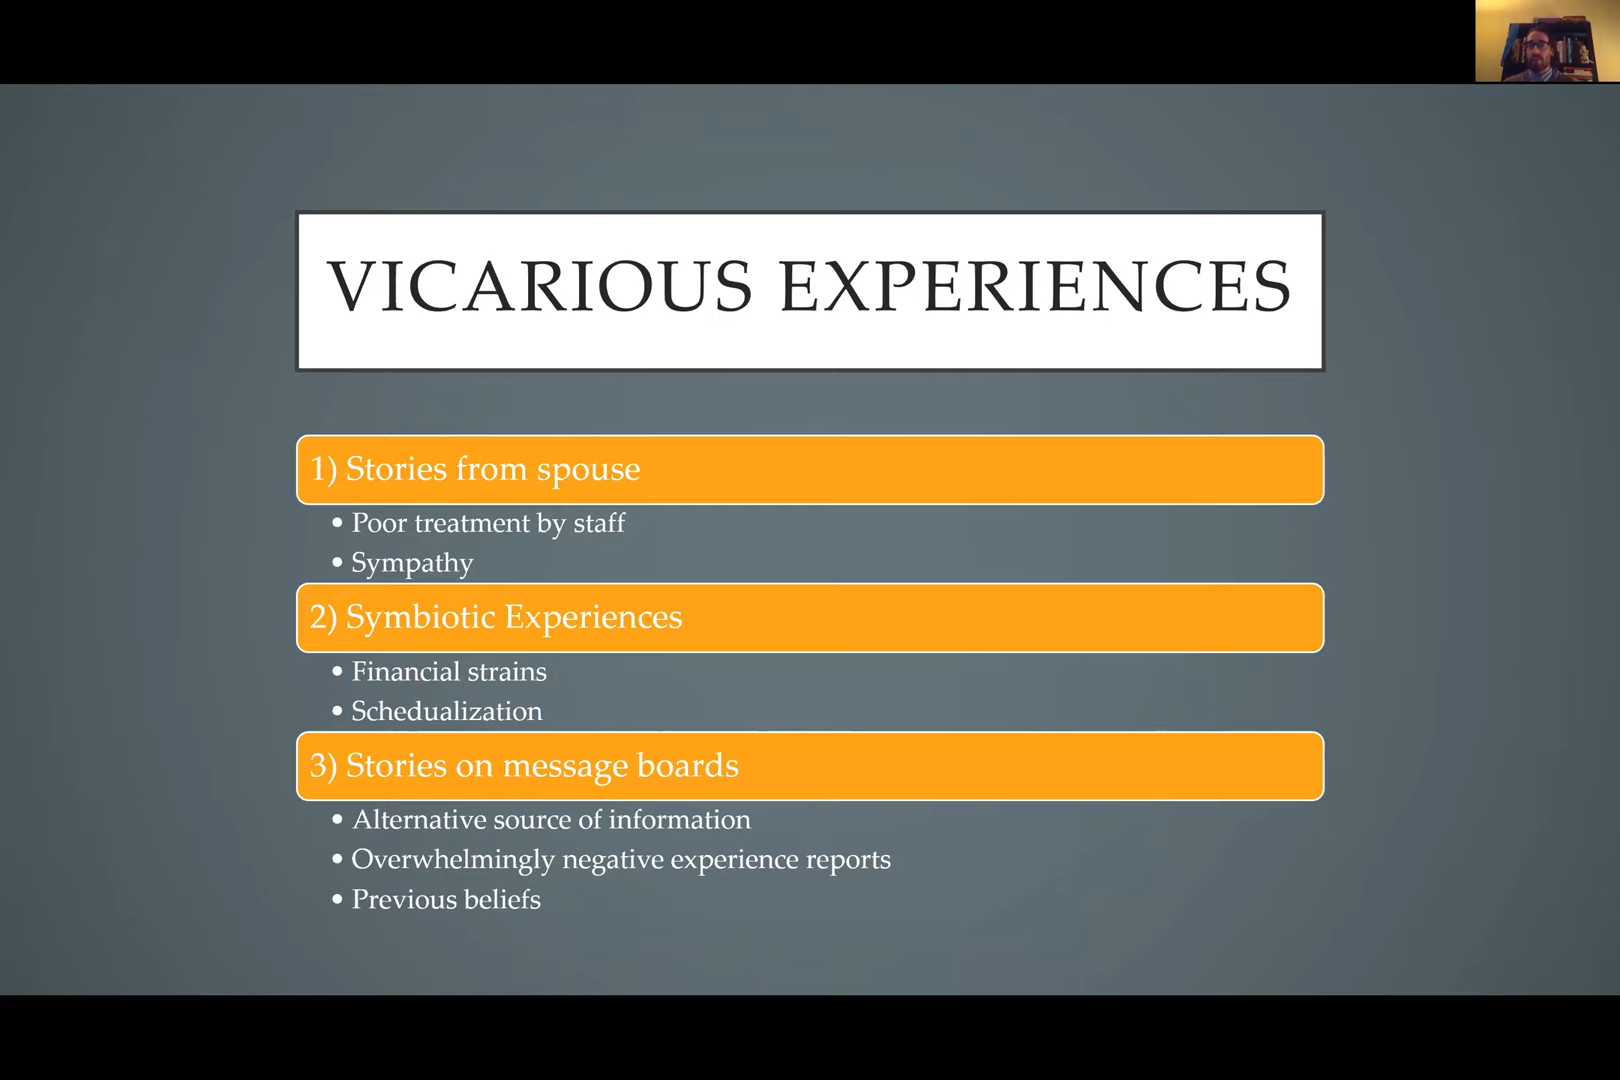 VICARIOUS EXPERIENCES
1) Stories from spouse
• Poor treatment by staff
• Sympathy
2) Symbiotic Experiences
• Financial strains
• Schedualization
3) Stories on message boards
• Alternative source of information
• Overwhelmingly negative experience reports
• Previous beliefs